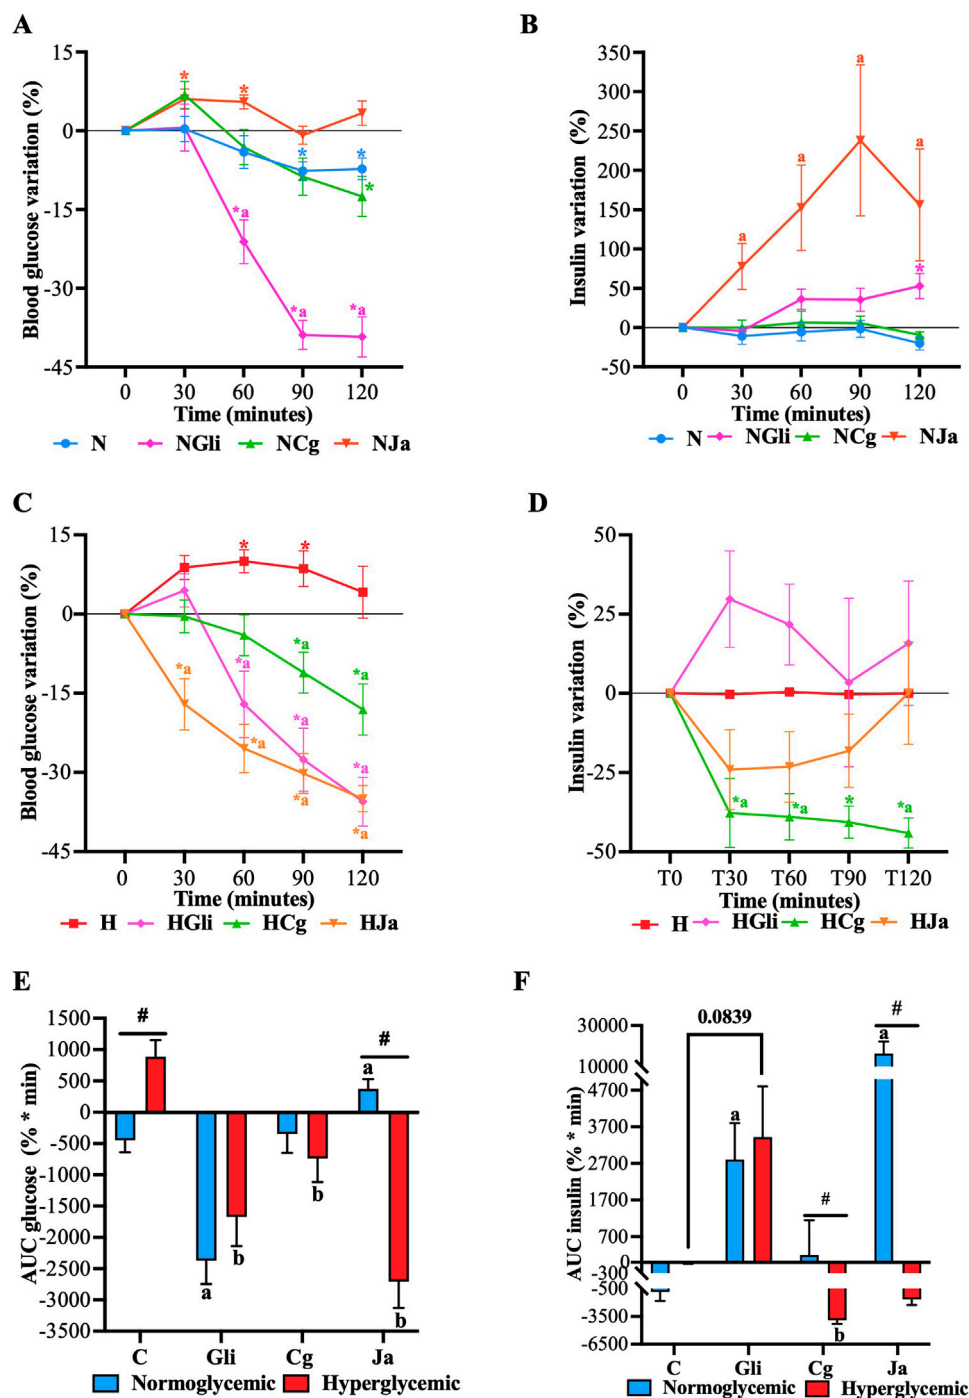 A
Blood glucose variation (%)
15
0
-15
-30
-45
* * * * * *a *a *a
0 30 60 90 120
Time (minutes)
N NGli NCg NJa
B
Insulin variation (%)
350
300
250
200
150
100
50
0
-50
a a a a *
0 30 60 90 120
Time (minutes)
N NGli NCg NJa
C
Blood glucose variation (%)
15
0
-15
-30
-45
* * *a *a *a *a *a *a *a *a *a
0 30 60 90 120
Time (minutes)
H HGli HCg HJa
D
Insulin variation (%)
50
25
0
-25
-50
*a *a * *a
T0 T30 T60 T90 T120
Time (minutes)
H HGli HCg HJa
E
AUC glucose (% * min)
1500
1000
500
0
-500
-1000
-1500
-2000
-2500
-3000
-3500
# #
a b b a b
C Gli Cg Ja
Normoglycemic Hyperglycemic
F
AUC insulin (% * min)
30000
10000
4700
3700
2700
1700
700
0
-300
-500
-3500
-6500
0.0839
# #
a b a
C Gli Cg Ja
Normoglycemic Hyperglycemic